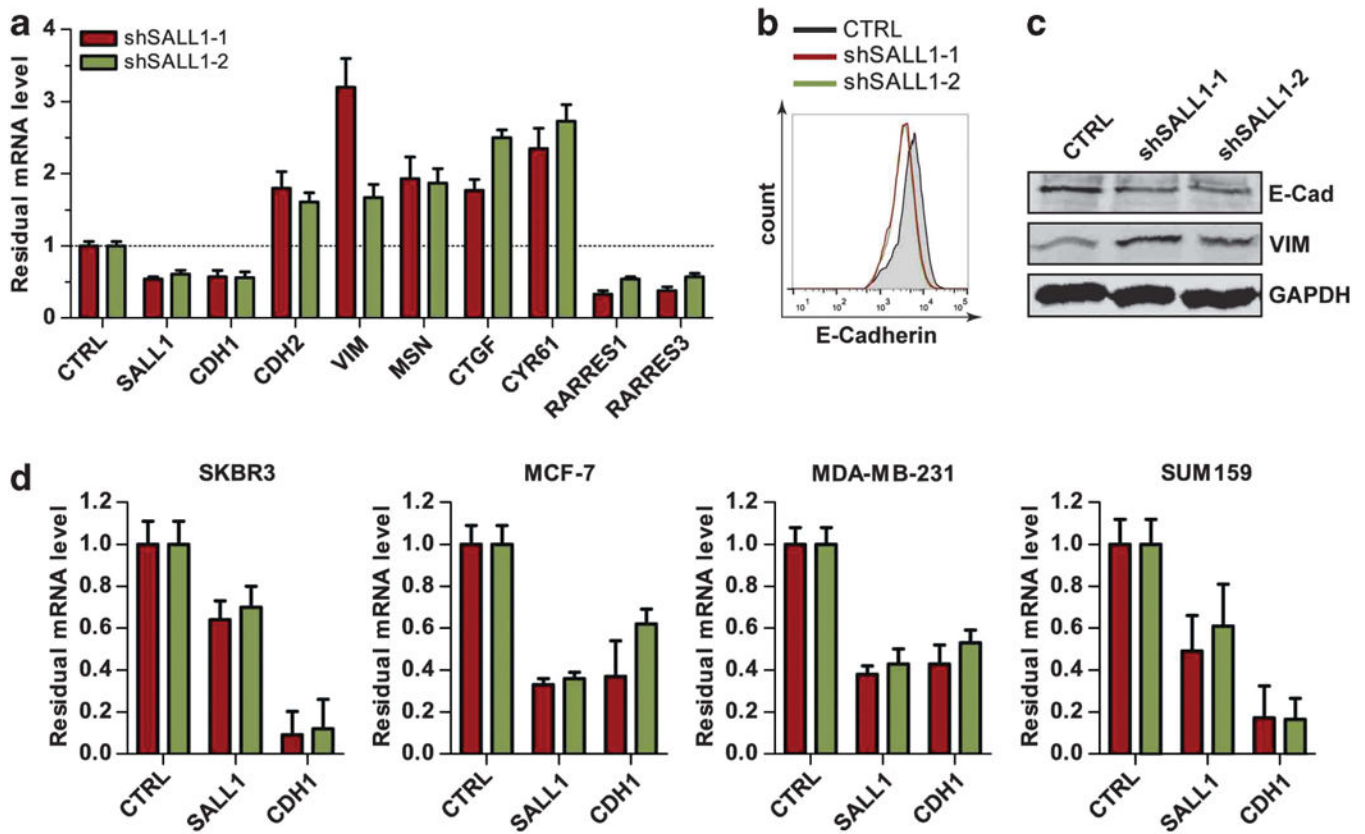 a
shSALL1-1
shSALL1-2
Residual mRNA level
4
3
2
1
0
CTRL
SALL1
CDH1
CDH2
VIM
MSN
CTGF
CYR61
RARRES1
RARRES3
b
CTRL
shSALL1-1
shSALL1-2
count
10¹ 10² 10³ 10⁴ 10⁵
E-Cadherin
c
CTRL
shSALL1-1
shSALL1-2
E-Cad
VIM
GAPDH
d
SKBR3
Residual mRNA level
1.2
1.0
0.8
0.6
0.4
0.2
0.0
CTRL
SALL1
CDH1
MCF-7
Residual mRNA level
1.2
1.0
0.8
0.6
0.4
0.2
0.0
CTRL
SALL1
CDH1
MDA-MB-231
Residual mRNA level
1.2
1.0
0.8
0.6
0.4
0.2
0.0
CTRL
SALL1
CDH1
SUM159
Residual mRNA level
1.2
1.0
0.8
0.6
0.4
0.2
0.0
CTRL
SALL1
CDH1